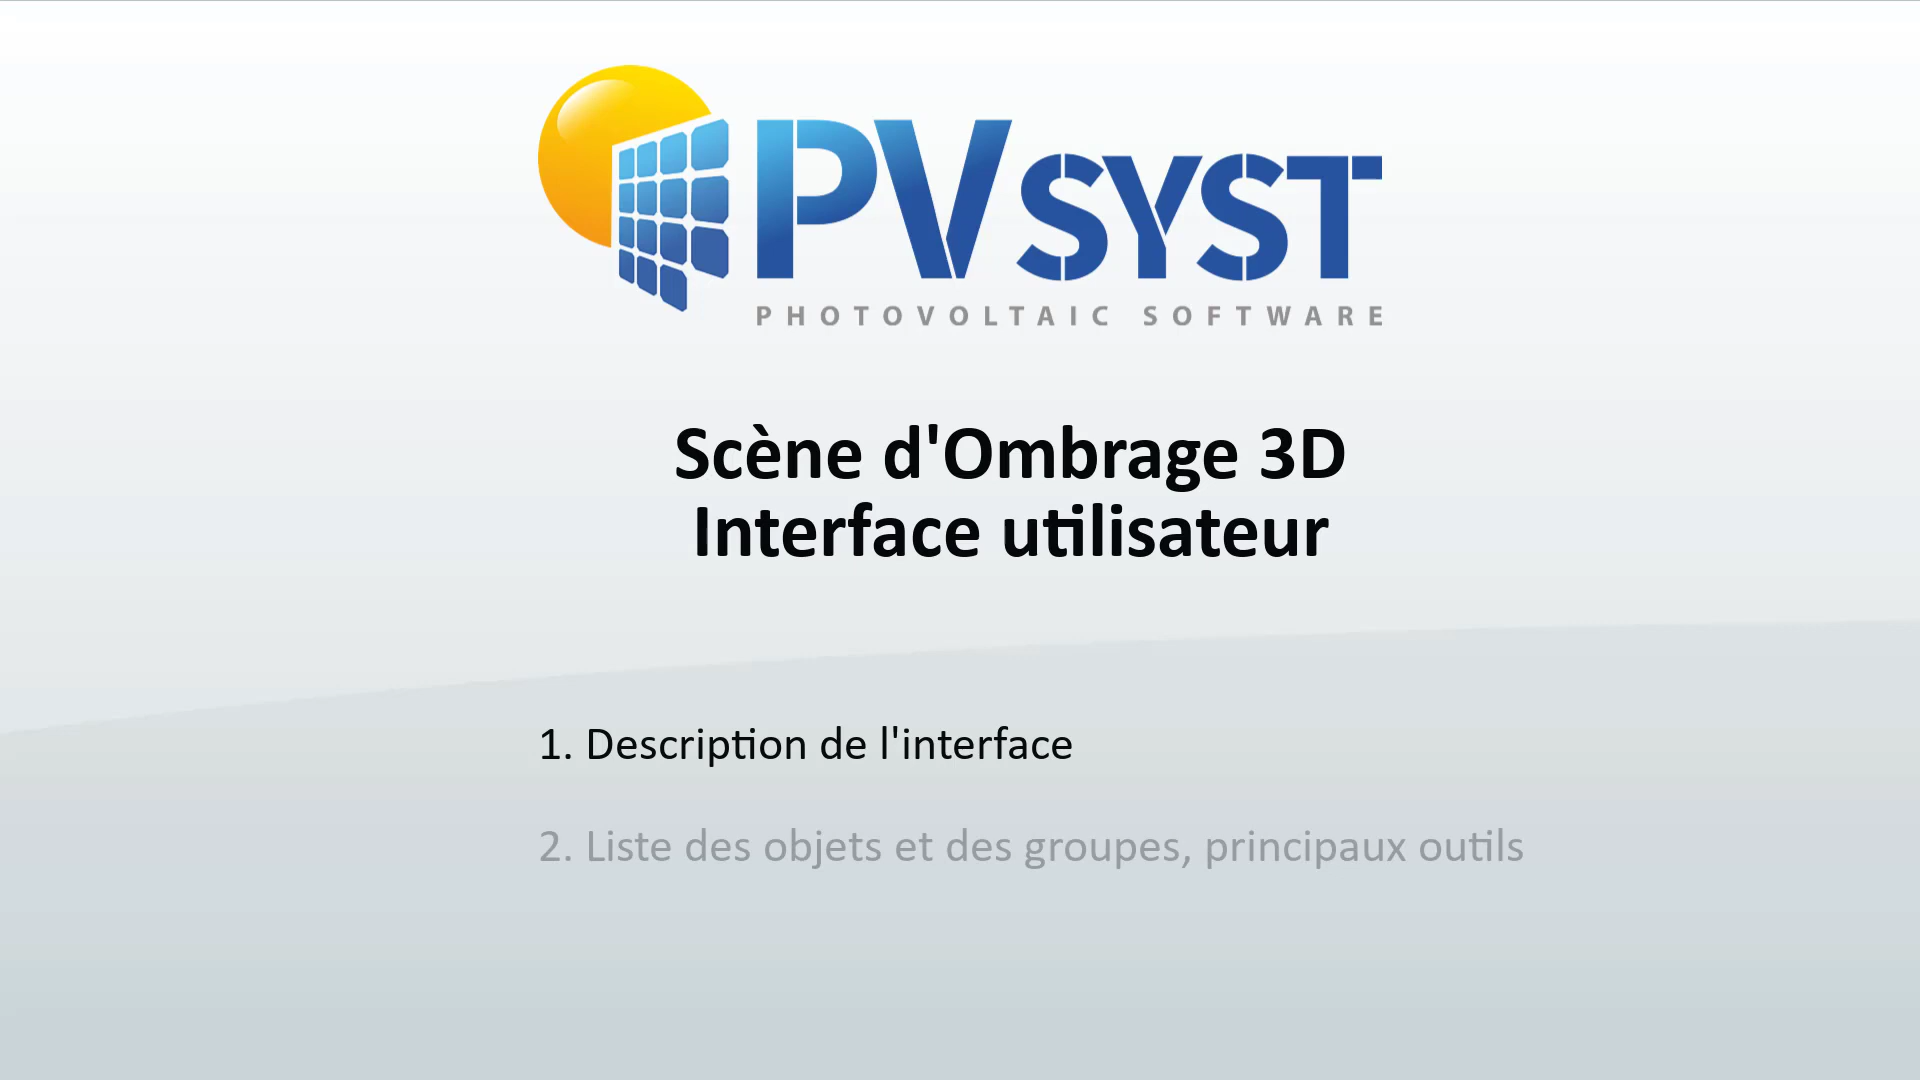 PVSYST
PHOTOVOLTAIC SOFTWARE
Scène d'Ombrage 3D
Interface utilisateur
1. Description de l'interface
2. Liste des objets et des groupes, principaux outils